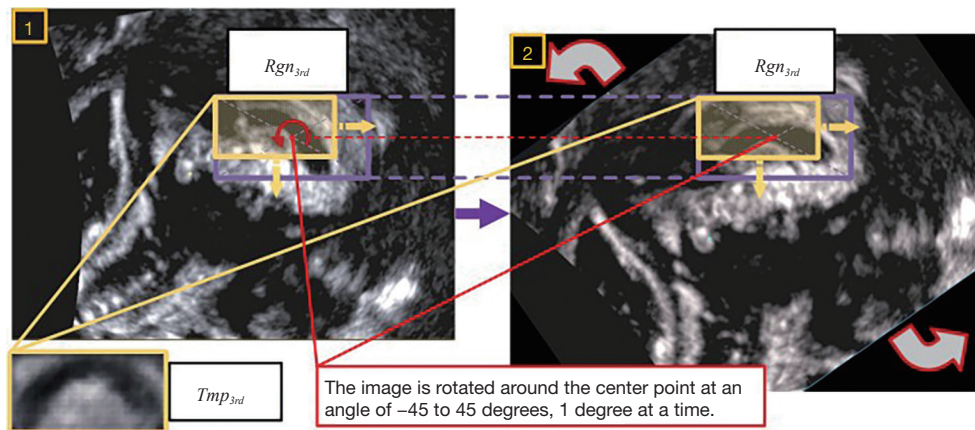 1
Rgn3rd
2
Rgn3rd
Tmp3rd
The image is rotated around the center point at an
angle of –45 to 45 degrees, 1 degree at a time.